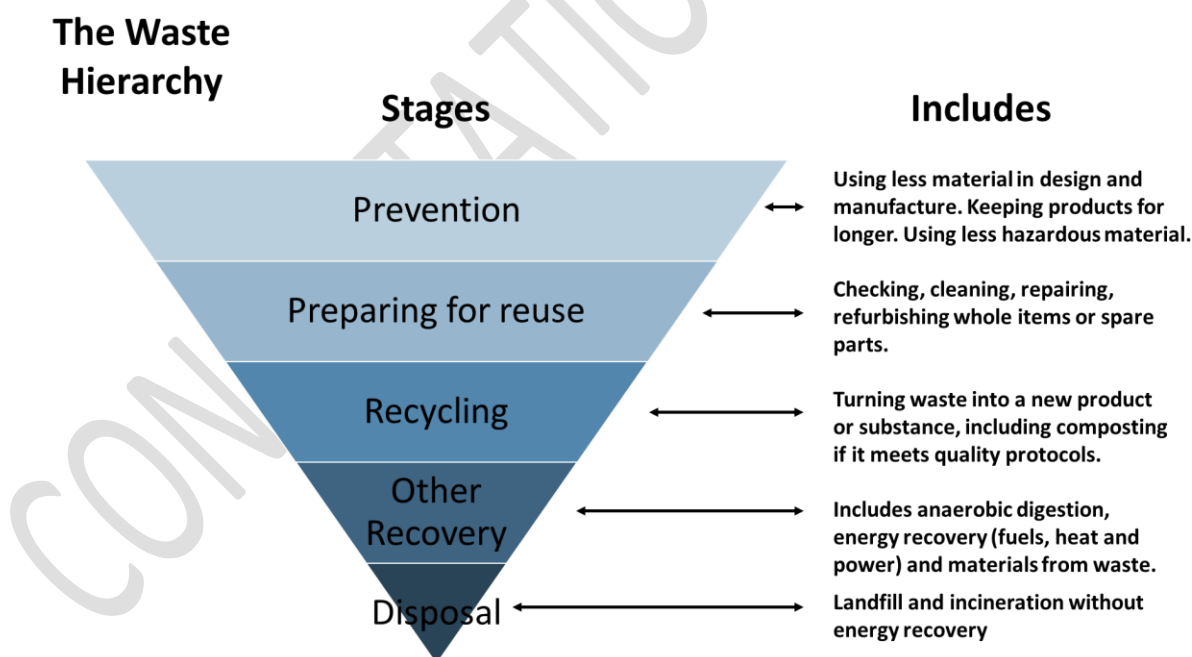 The Waste
Hierarchy
Stages
Includes
Prevention
Using less material in design and
manufacture. Keeping products for
longer. Using less hazardous material.
Preparing for reuse
Checking, cleaning, repairing,
refurbishing whole items or spare
parts.
Recycling
Turning waste into a new product
or substance, including composting
if it meets quality protocols.
Other
Recovery
Includes anaerobic digestion,
energy recovery (fuels, heat and
power) and materials from waste.
Disposal
Landfill and incineration without
energy recovery